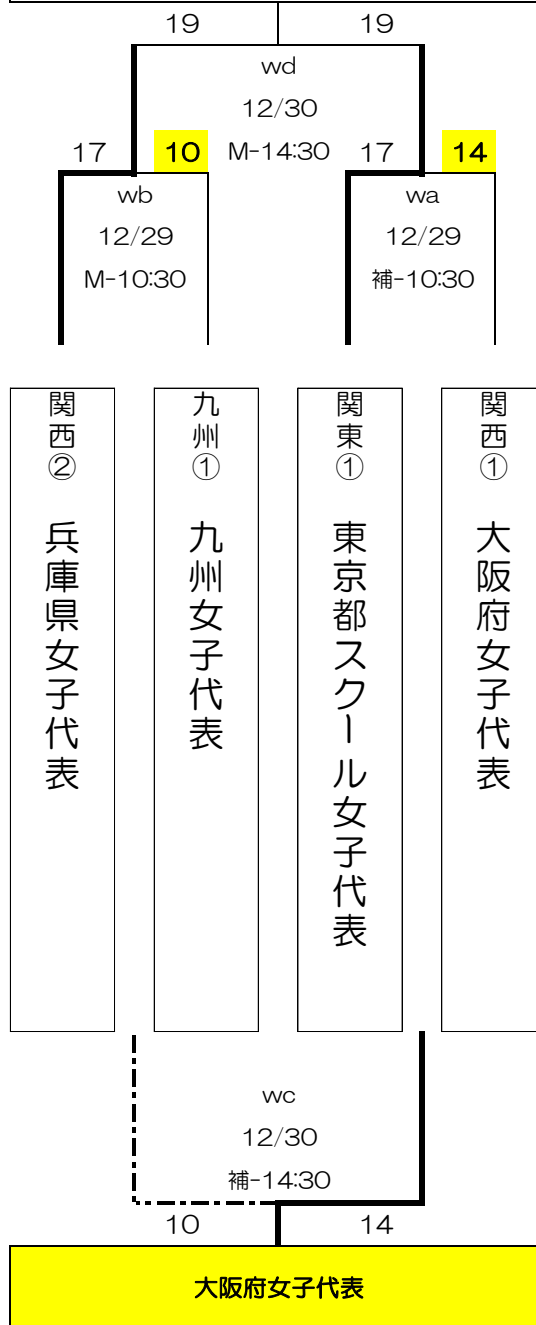 19 19
wd
12/30
M-14:30
17 10 17 14
wb wa
12/29 12/29
M-10:30 補-10:30
関西② 兵庫県女子代表
九州① 九州女子代表
関東① 東京都スクール女子代表
関西① 大阪府女子代表
wc
12/30
補-14:30
10 14
大阪府女子代表